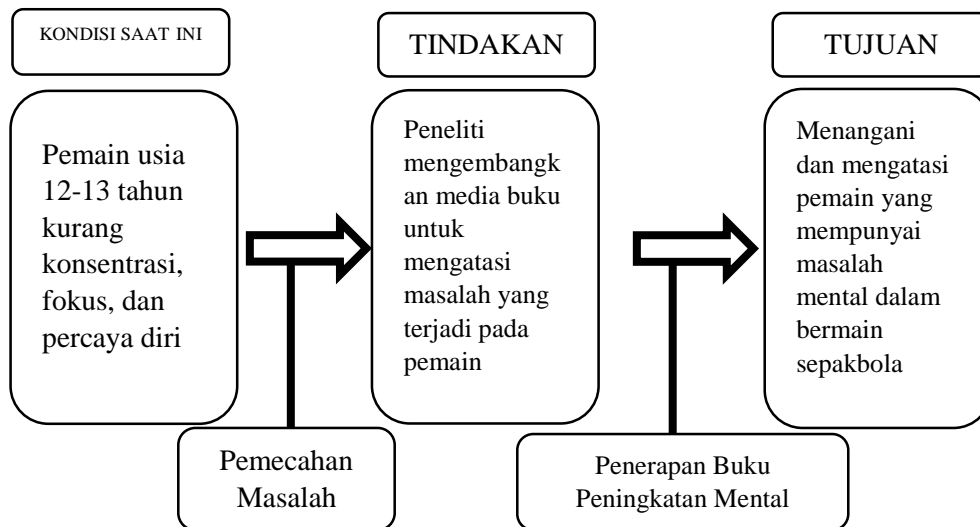 KONDISI SAAT INI
TINDAKAN
TUJUAN
Pemain usia
12-13 tahun
kurang
konsentrasi,
fokus, dan
percaya diri
Peneliti
mengembangk
an media buku
untuk
mengatasi
masalah yang
terjadi pada
pemain
Menangani
dan mengatasi
pemain yang
mempunyai
masalah
mental dalam
bermain
sepakbola
Pemecahan
Masalah
Penerapan Buku
Peningkatan Mental